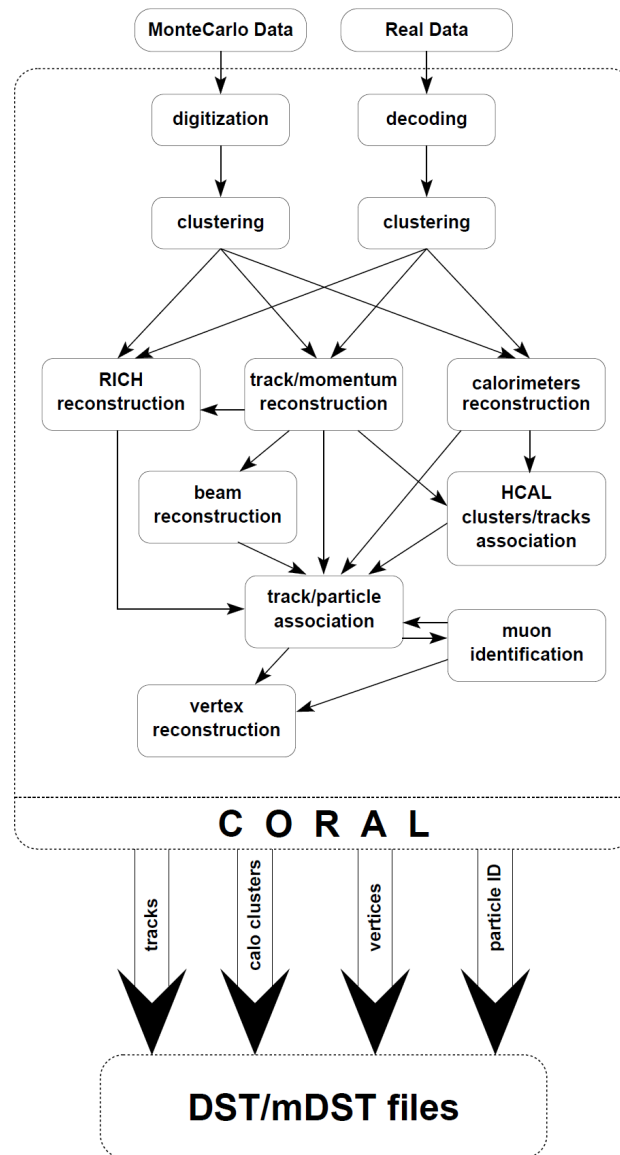 MonteCarlo Data
Real Data
digitization
decoding
clustering
clustering
RICH
reconstruction
track/momentum
reconstruction
calorimeters
reconstruction
beam
reconstruction
HCAL
clusters/tracks
association
track/particle
association
muon
identification
vertex
reconstruction
C O R A L
tracks
calo clusters
vertices
particle ID
DST/mDST files